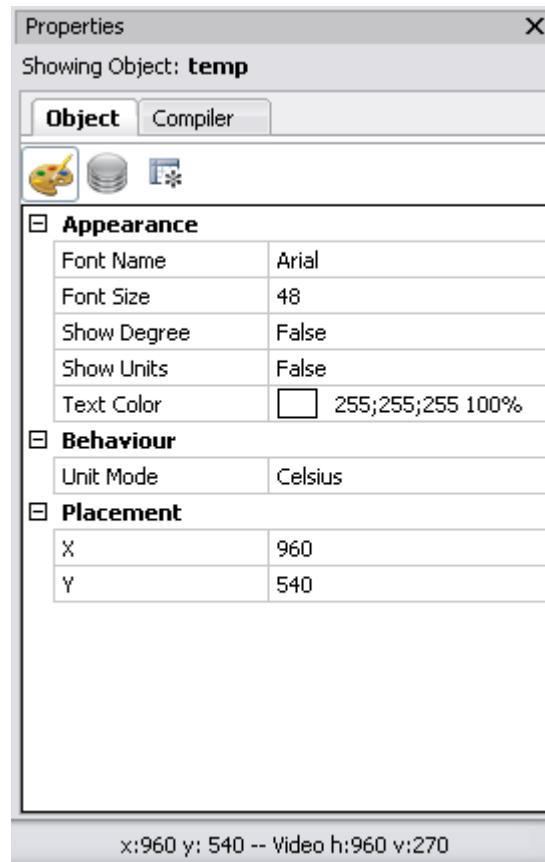 Properties
Showing Object: temp
Object Compiler
Appearance
Font Name Arial
Font Size 48
Show Degree False
Show Units False
Text Color 255;255;255 100%
Behaviour
Unit Mode Celsius
Placement
X 960
Y 540
x:960 y: 540 -- Video h:960 v:270